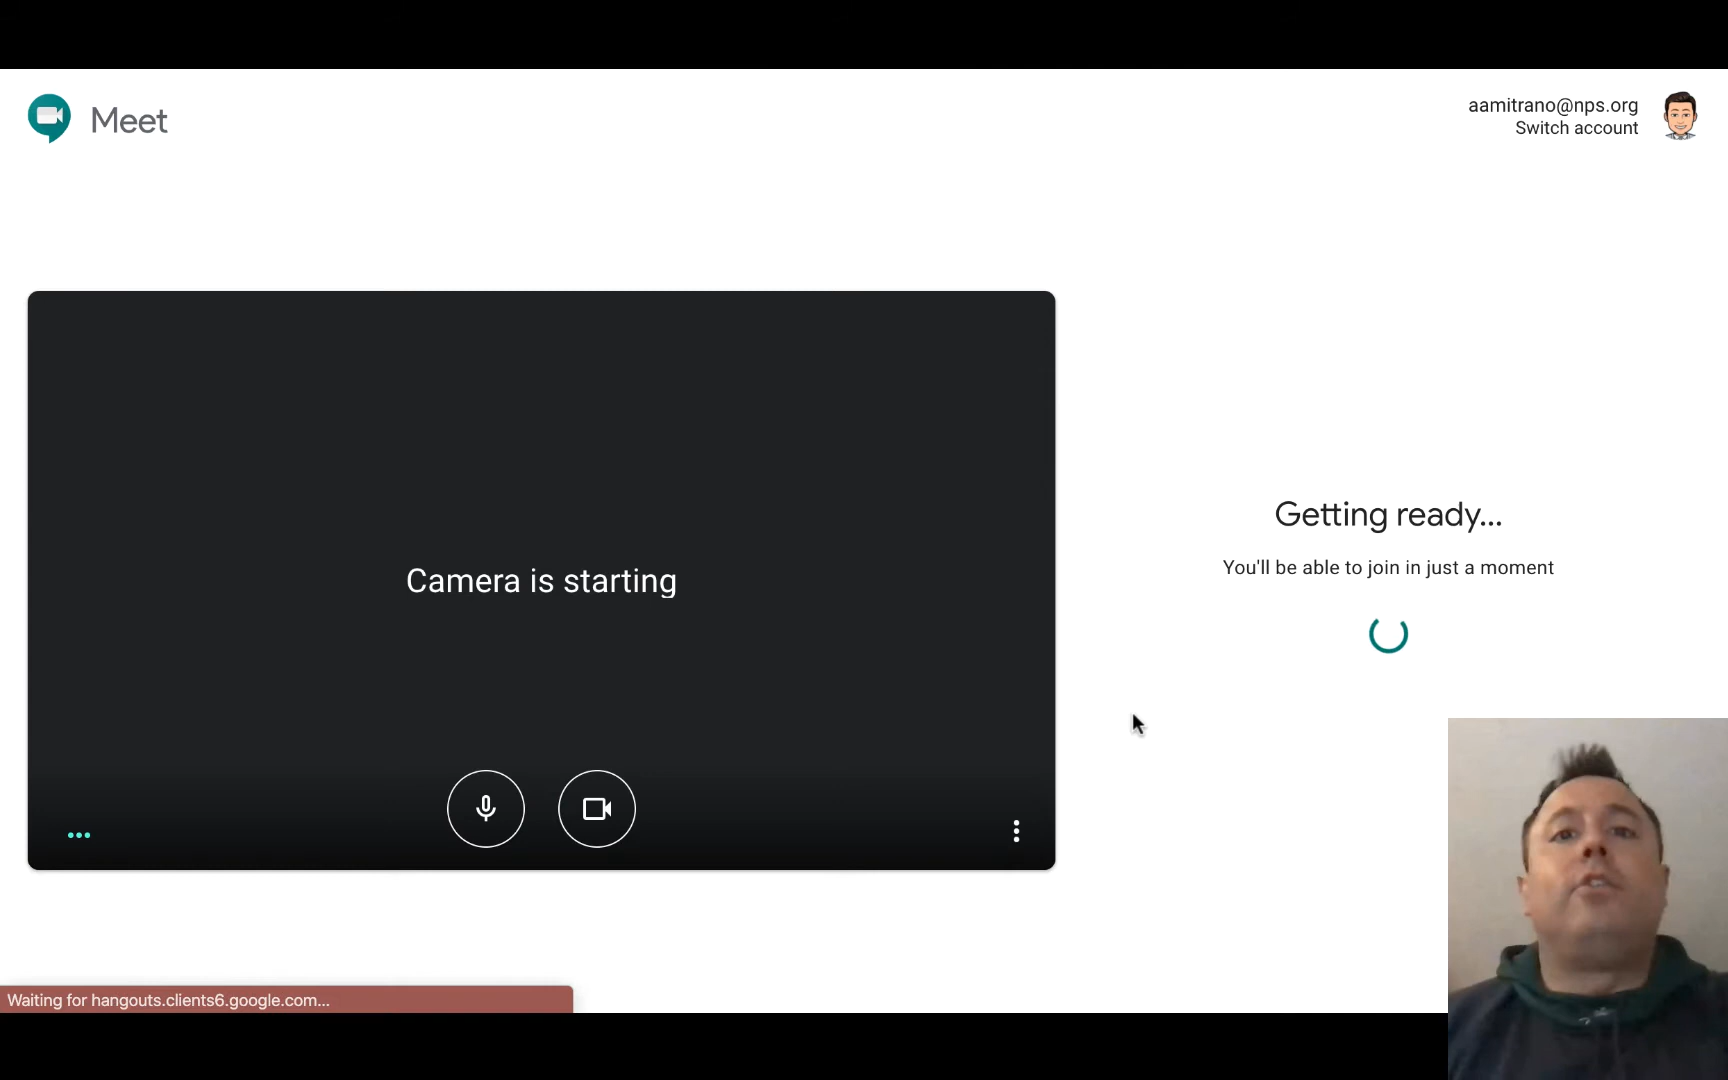 Meet
aamitrano@nps.org
Switch account
Camera is starting
Getting ready...
You'll be able to join in just a moment
Waiting for hangouts.clients6.google.com...